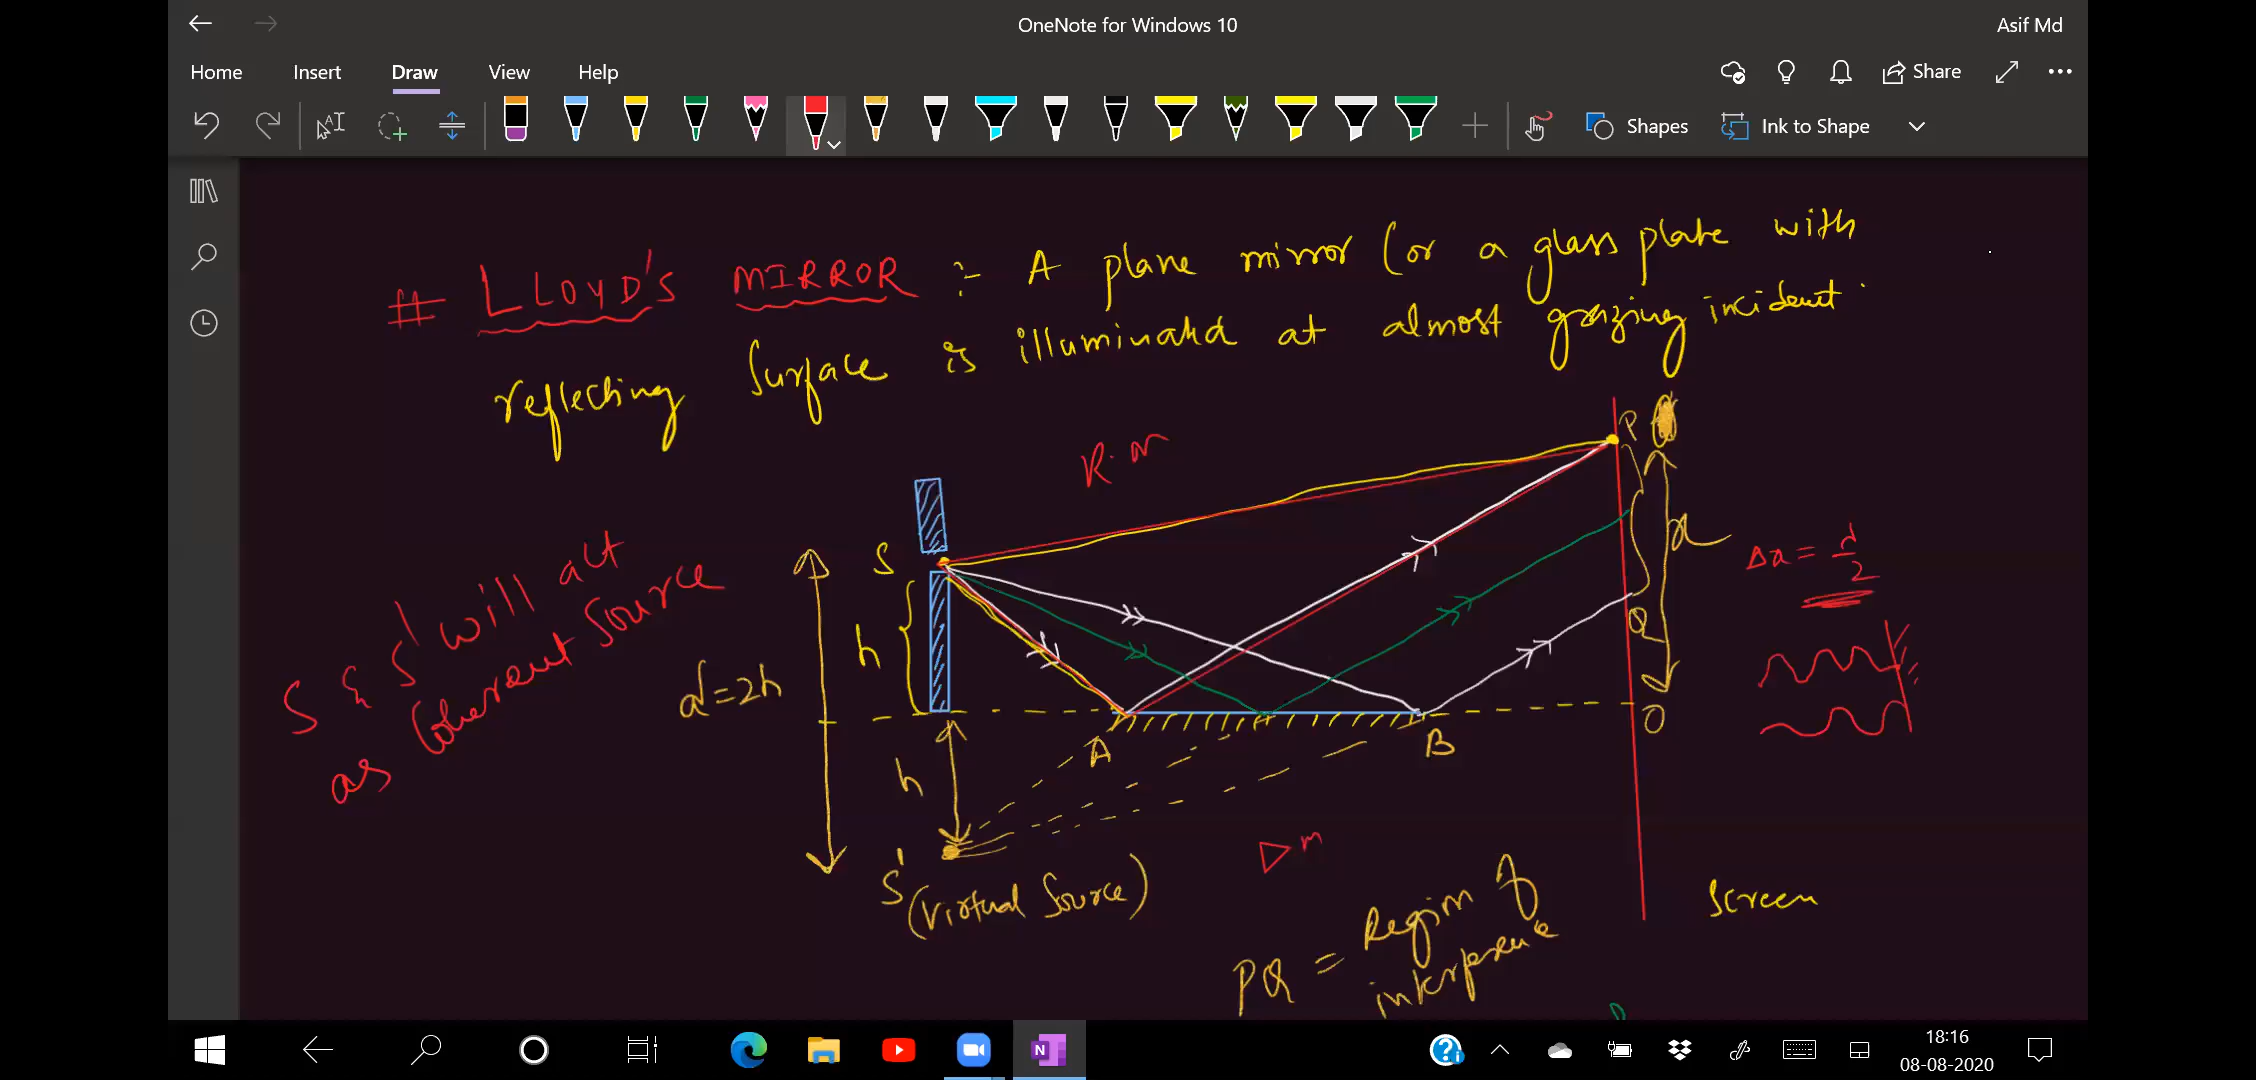 OneNote for Windows 10
Asif Md
Home Insert Draw View Help
Share
Shapes Ink to Shape
# LLOYD'S MIRROR :- A plane mirror (or a glass plate with
reflecting surface is illuminated at almost grazing incident.
R.M
P
x
S
h
d = 2h
S & S' will act
as coherent source
Δx = λ/2
Q
O
A
B
h
S' (Virtual Source)
Screen
PQ = Region of
18:16
08-08-2020